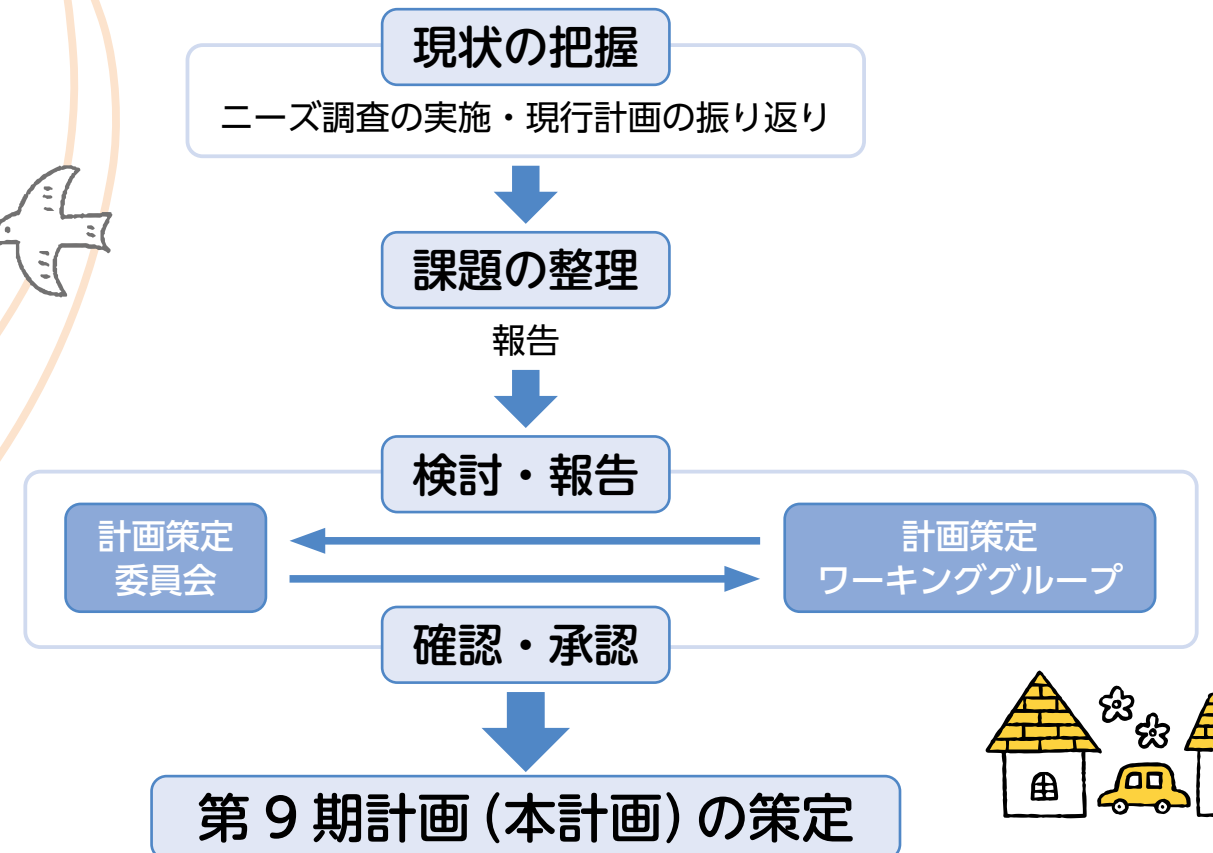 現状の把握
ニーズ調査の実施・現行計画の振り返り
課題の整理
報告
検討・報告
計画策定
委員会
計画策定
ワーキンググループ
確認・承認
第9期計画(本計画)の策定